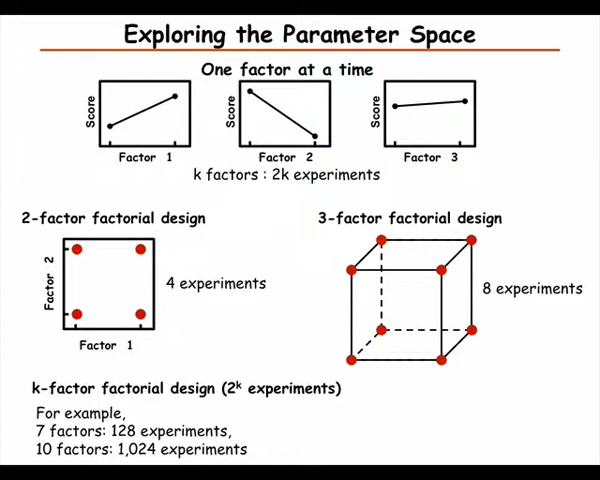 Exploring the Parameter Space
One factor at a time
Score
Factor 1
Score
Factor 2
Score
Factor 3
k factors : 2k experiments
2-factor factorial design
Factor 2
Factor 1
4 experiments
3-factor factorial design
8 experiments
k-factor factorial design (2ᵏ experiments)
For example,
7 factors: 128 experiments,
10 factors: 1,024 experiments